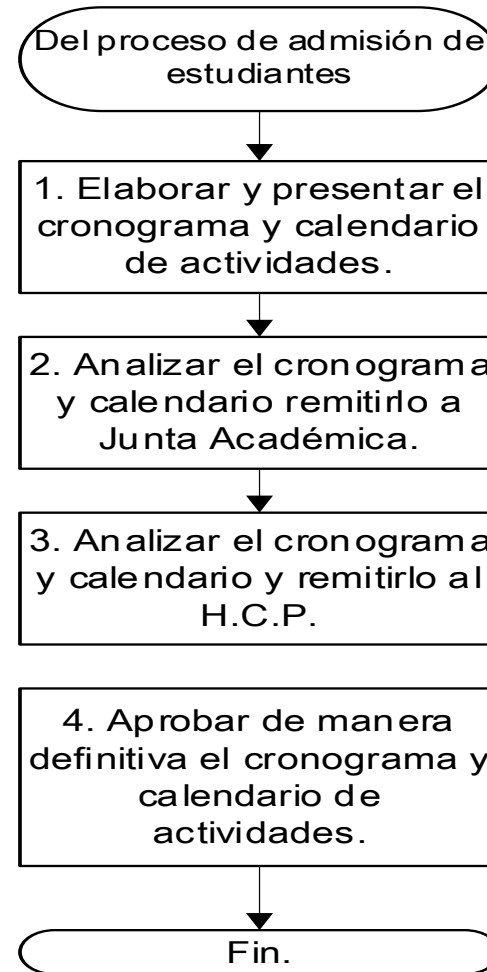 Del proceso de admisión de
estudiantes
1. Elaborar y presentar el
cronograma y calendario
de actividades.
2. Analizar el cronograma
y calendario remitirlo a
Junta Académica.
3. Analizar el cronograma
y calendario y remitirlo al
H.C.P.
4. Aprobar de manera
definitiva el cronograma y
calendario de
actividades.
Fin.